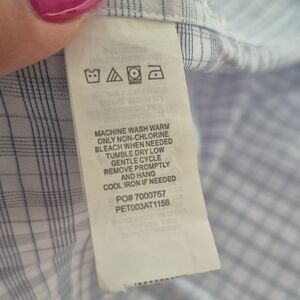 MACHINE WASH WARM
ONLY NON-CHLORINE
BLEACH WHEN NEEDED
TUMBLE DRY LOW
GENTLE CYCLE
REMOVE PROMPTLY
AND HANG
COOL IRON IF NEEDED
PO# 7000757
PET003AT1156